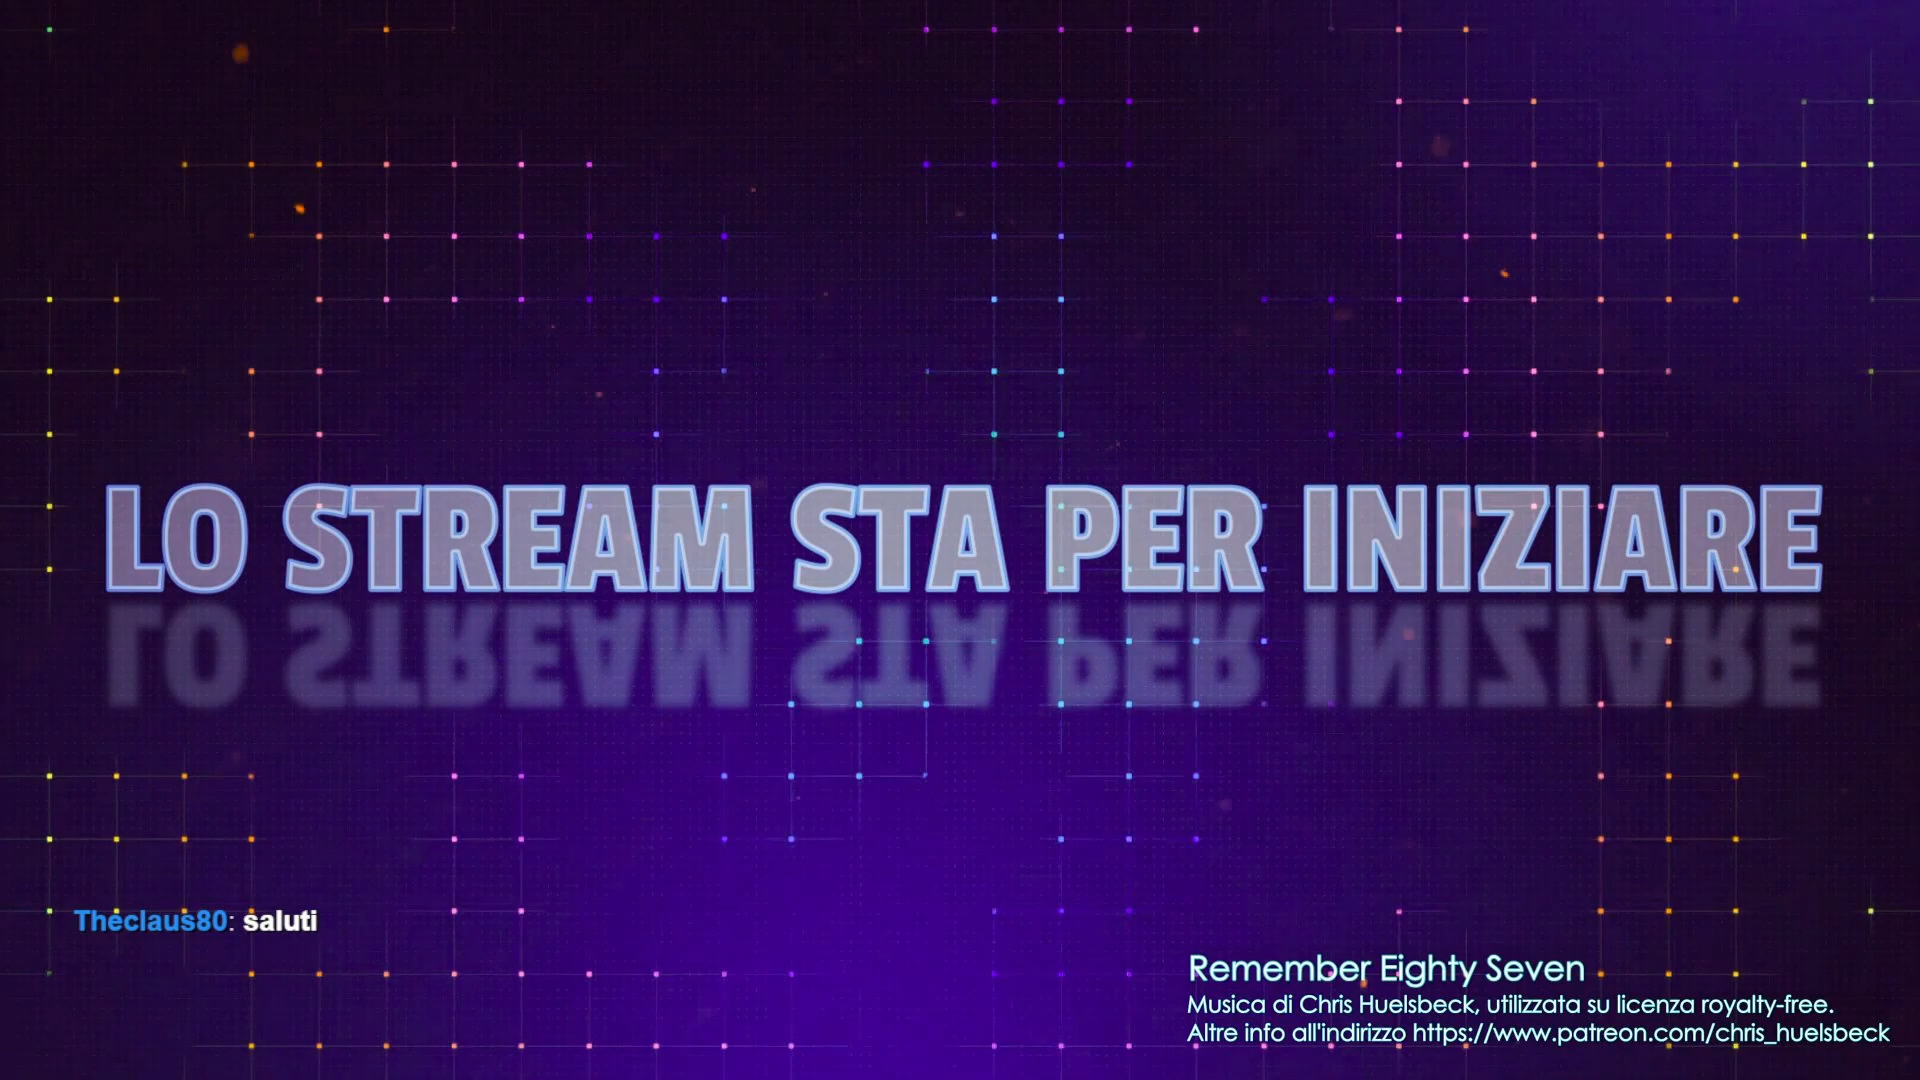 LO STREAM STA PER INIZIARE
Theclaus80: saluti
Remember Eighty Seven
Musica di Chris Huelsbeck, utilizzata su licenza royalty-free.
Altre info all'indirizzo https://www.patreon.com/chris_huelsbeck